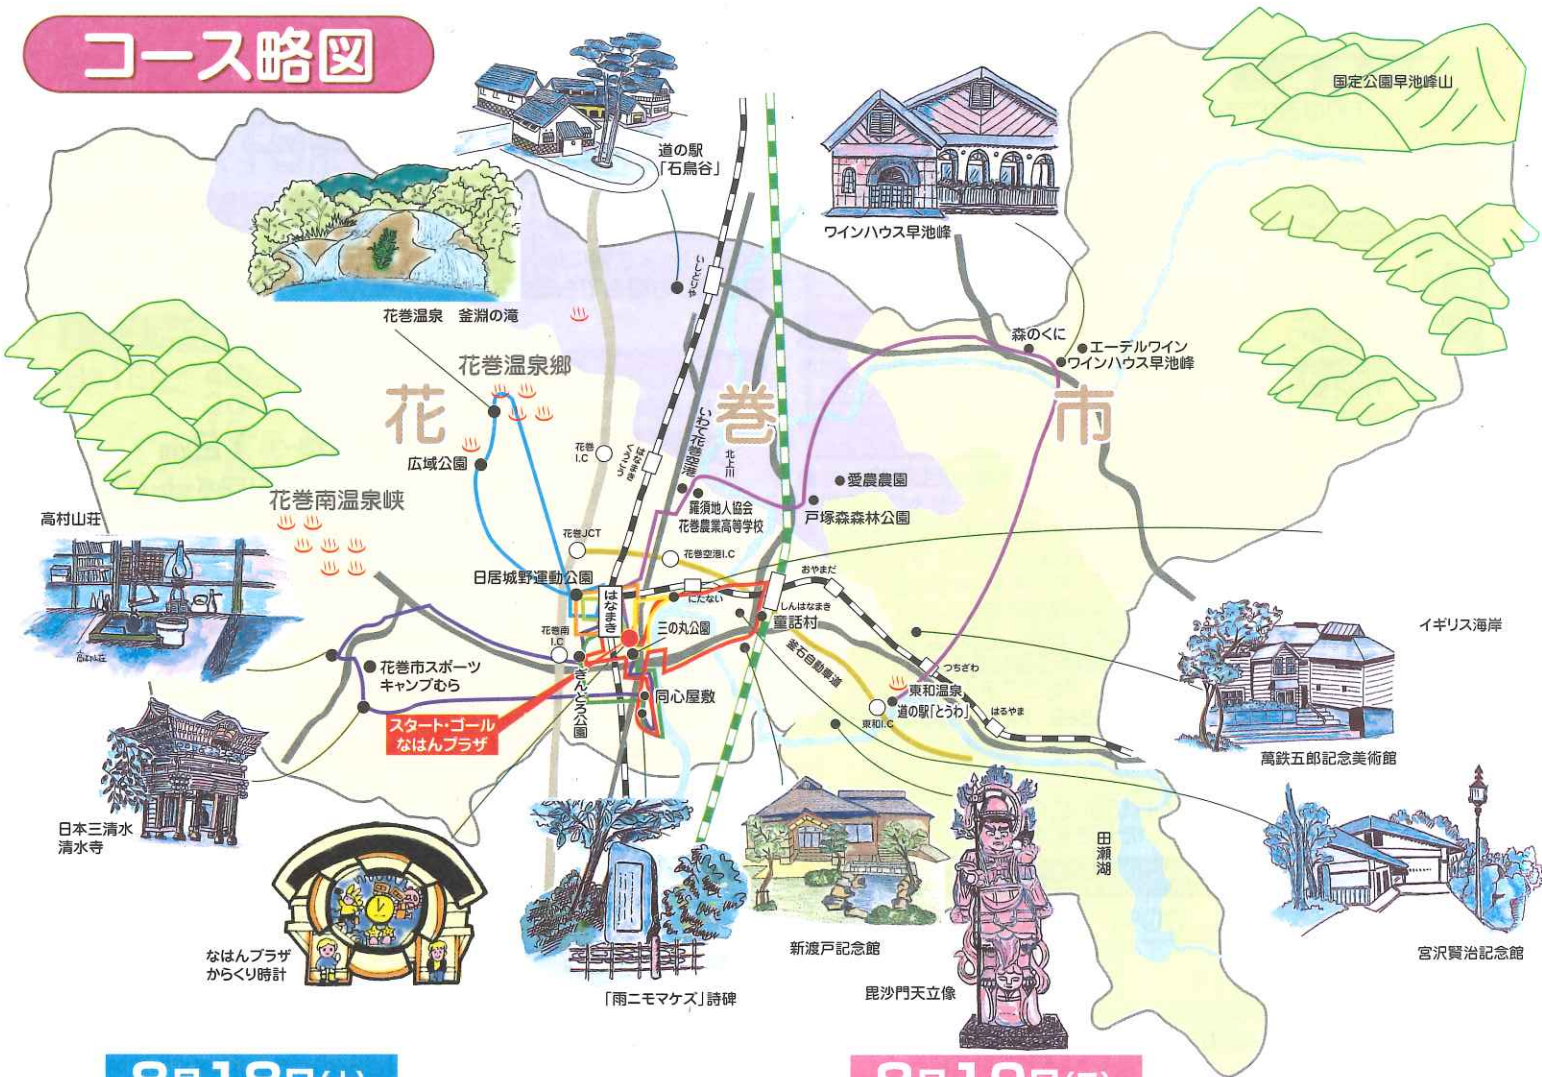 コース略図
国定公園早池峰山
道の駅
「石鳥谷」
ワインハウス早池峰
花巻温泉　釜淵の滝
いしどりや
森のくに
エーデルワイン
ワインハウス早池峰
花巻温泉郷
花巻市
いわて花巻空港
北上川
花巻
I.C
はなまき
くうこう
広域公園
愛農農園
羅須地人協会
花巻農業高等学校
戸塚森森林公園
花巻南温泉峡
高村山荘
花巻JCT
花巻空港I.C
日居城野運動公園
おやまだ
にたない
はなまき
しんはなまき
童話村
三の丸公園
花巻南
I.C
イギリス海岸
釜石自動車道
つちざわ
花巻市スポーツ
キャンプむら
ぎんどろ公園
同心屋敷
東和温泉
道の駅「とうわ」
東和I.C
はるやま
スタート・ゴール
なはんプラザ
萬鉄五郎記念美術館
日本三清水
清水寺
田瀬湖
なはんプラザ
からくり時計
「雨ニモマケズ」詩碑
新渡戸記念館
毘沙門天立像
宮沢賢治記念館